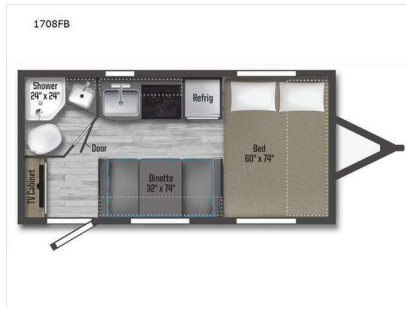 1708FB
Shower
24" x 24"
Refrig
Door
Bed
60" x 74"
Dinette
32" x 74"
TV Cabinet